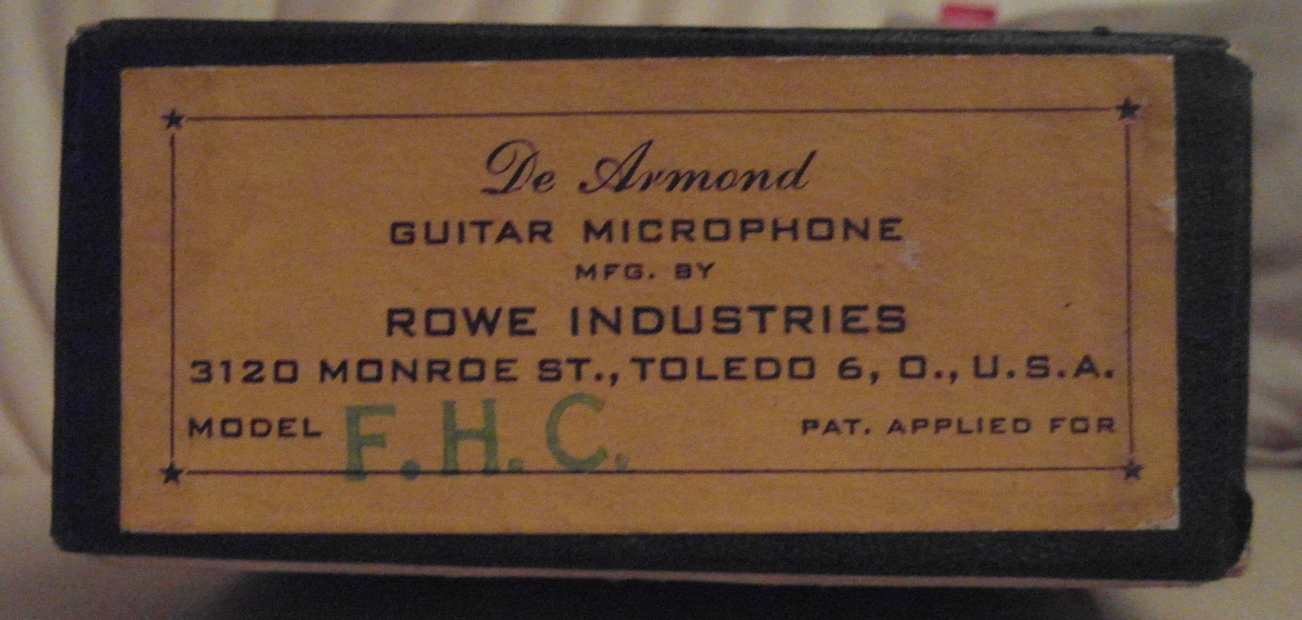 De Armond
GUITAR MICROPHONE
MFG. BY
ROWE INDUSTRIES
3120 MONROE ST., TOLEDO 6, O., U.S.A.
MODEL F.H.C. PAT. APPLIED FOR